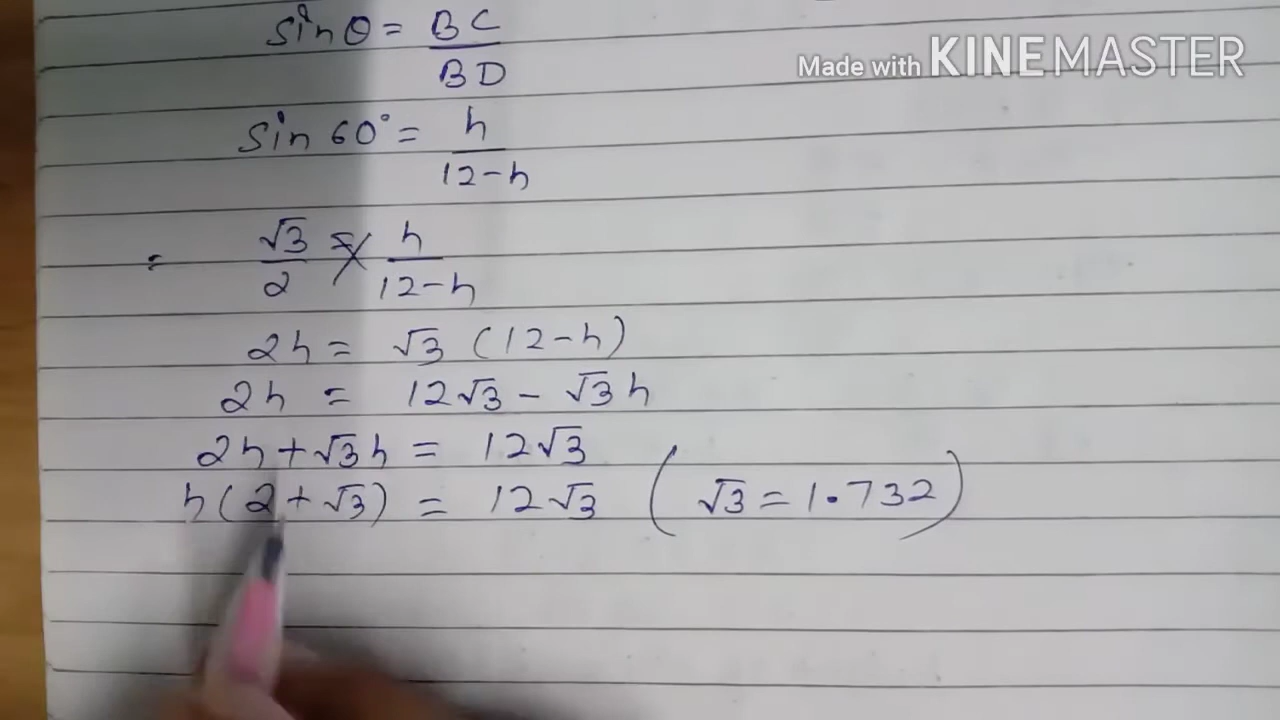 sinθ = BC/BD
Made with KINEMASTER
sin 60° = h/12-h
= √3/2 = h/12-h
2h = √3 (12-h)
2h = 12√3 - √3h
2h+√3h = 12√3
h(2+√3) = 12√3 (√3 = 1.732)